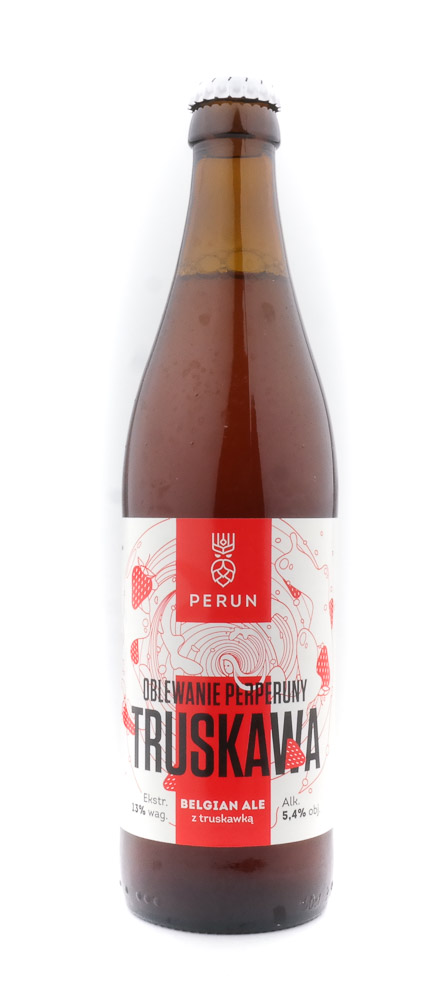 PERUN
OBLEWANIE PERPERUNY
TRUSKAWA
Ekstr.
13% wag.
BELGIAN ALE
z truskawką
Alk.
5,4% obj.